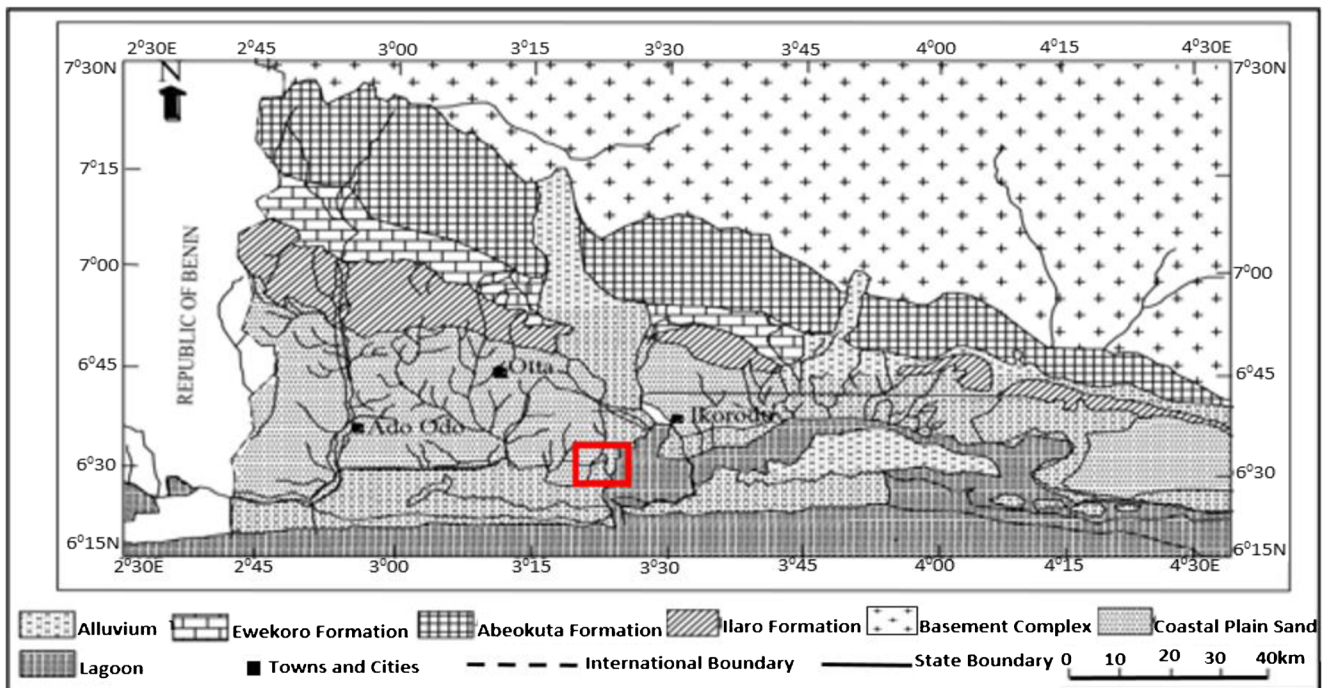 2°30E 2°45 3°00 3°15 3°30 3°45 4°00 4°15 4°30E
7°30N 7°30N
N
7°15
REPUBLIC OF BENIN
7°00 7°00
6°45 Otta 6°45
Ado Odo Ikorodu
6°30 6°30
6°15N 6°15N
2°30E 2°45 3°00 3°15 3°30 3°45 4°00 4°15 4°30E
Alluvium Ewekoro Formation Abeokuta Formation Ilaro Formation Basement Complex Coastal Plain Sand
Lagoon Towns and Cities International Boundary State Boundary 0 10 20 30 40km